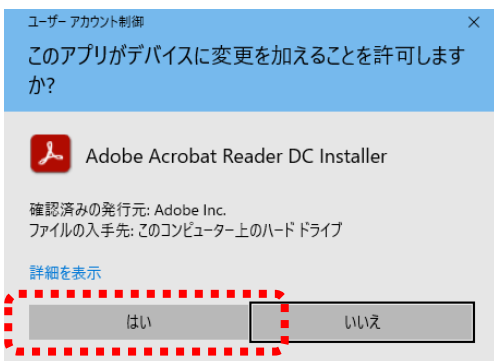 ユーザー アカウント制御
このアプリがデバイスに変更を加えることを許可します
か?
Adobe Acrobat Reader DC Installer
確認済みの発行元: Adobe Inc.
ファイルの入手先: このコンピューター上のハード ドライブ
詳細を表示
はい
いいえ